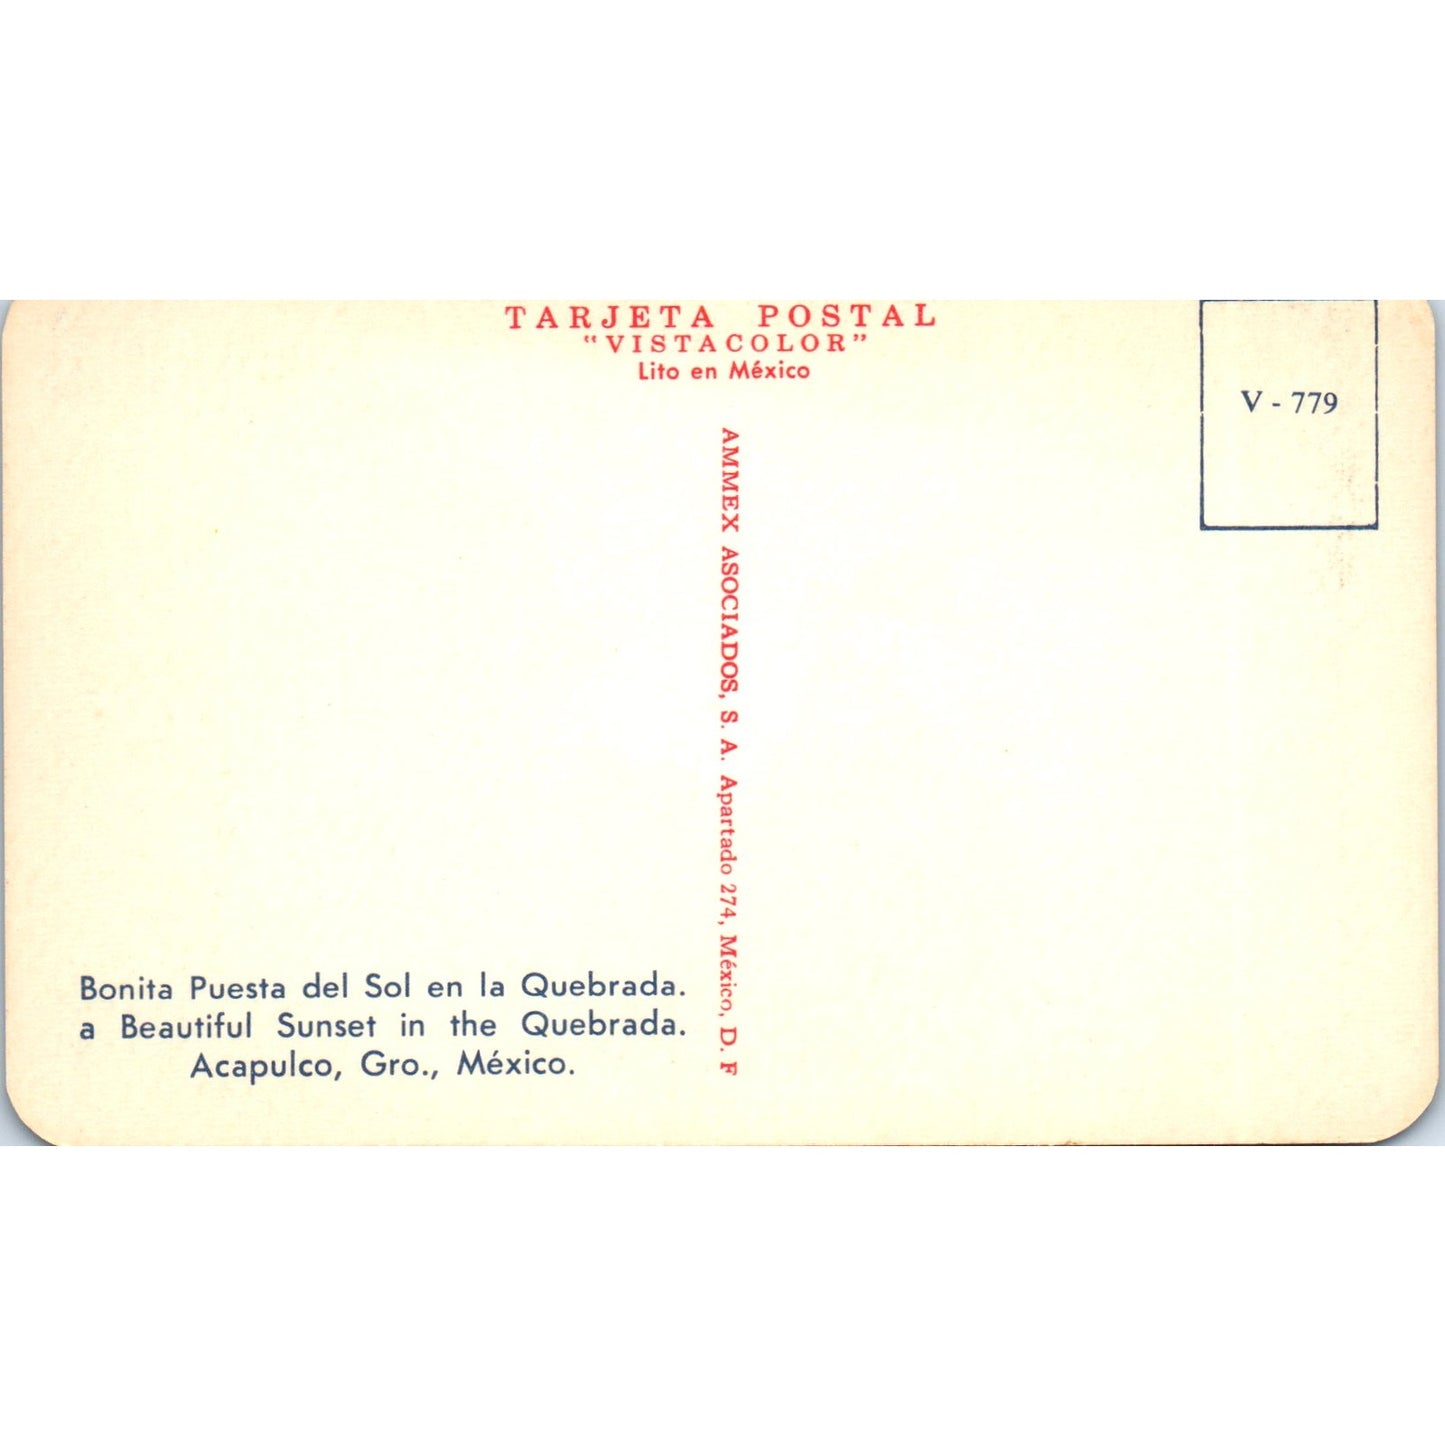 TARJETA POSTAL
"VISTACOLOR"
Lito en México
V - 779
AMMEX ASOCIADOS, S. A. Apartado 274, México, D. F
Bonita Puesta del Sol en la Quebrada.
a Beautiful Sunset in the Quebrada.
Acapulco, Gro., México.